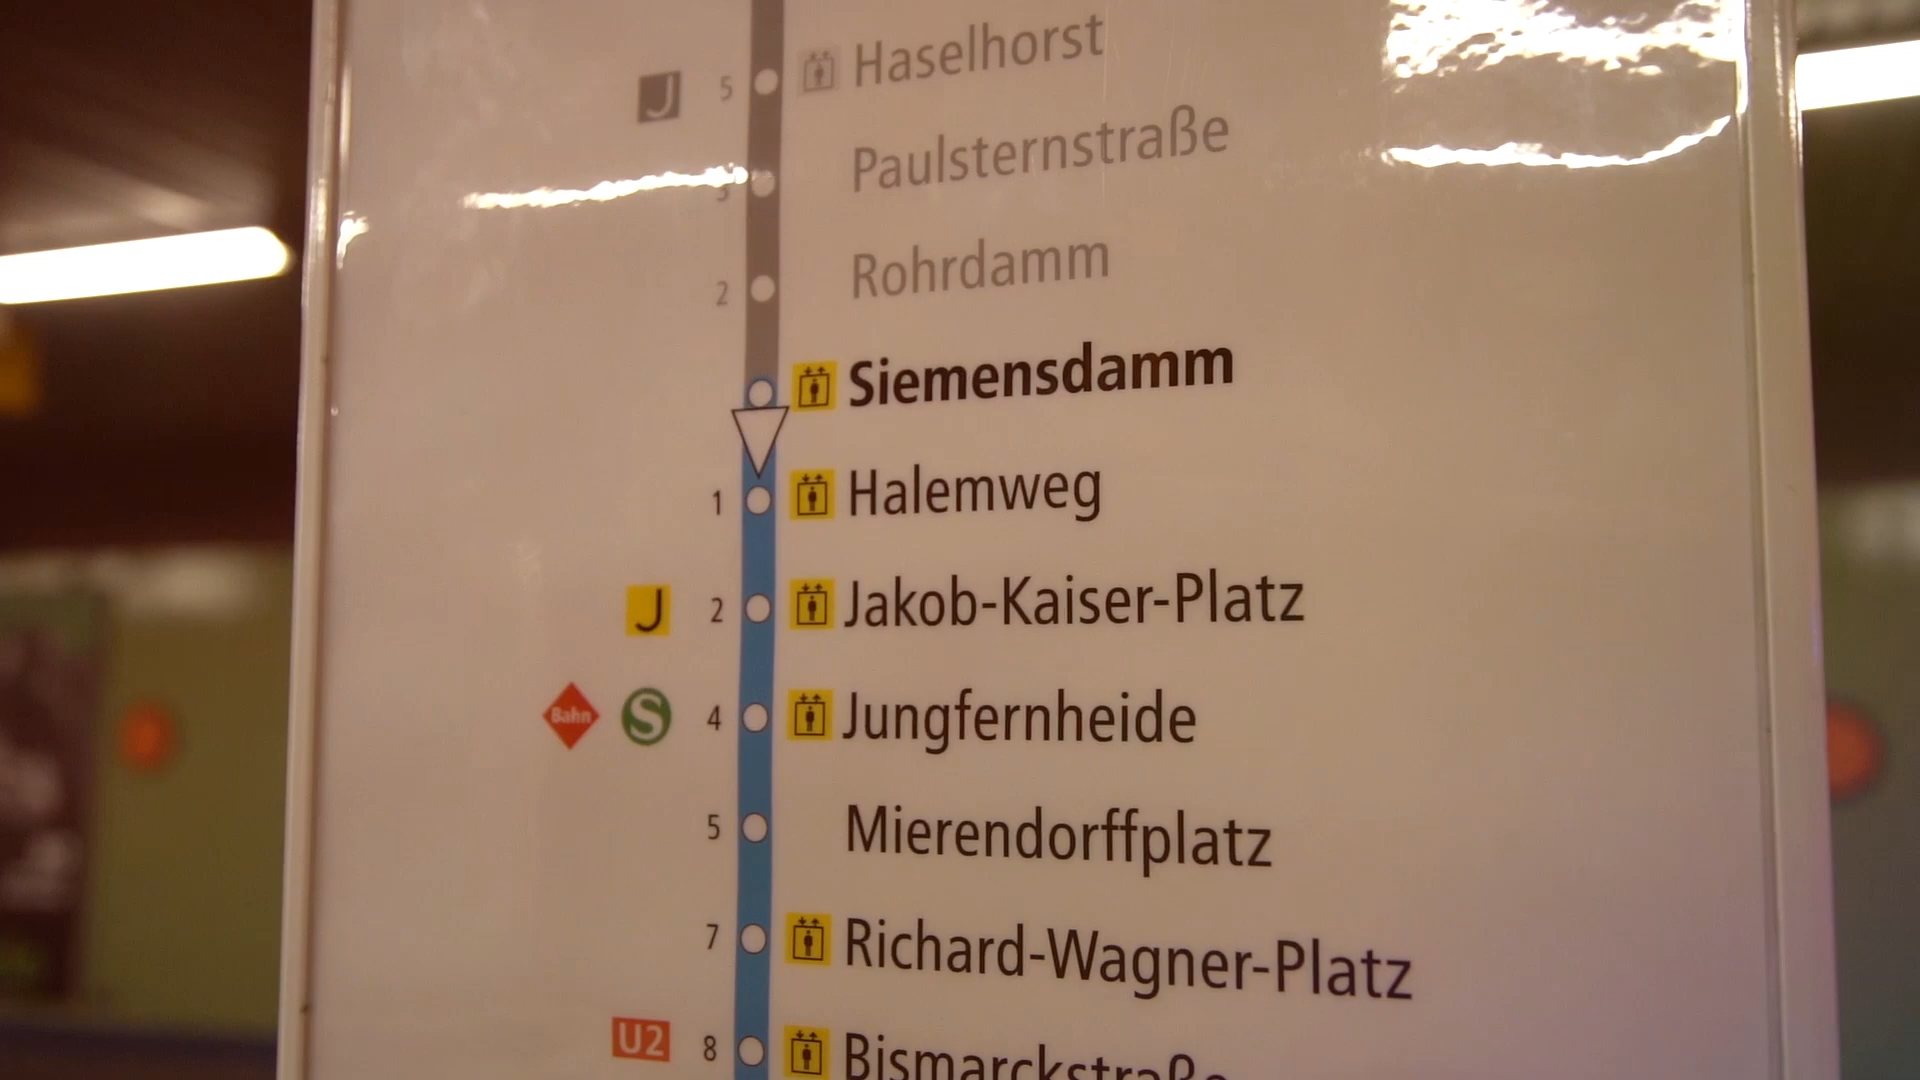 J 5 Haselhorst
3 Paulsternstraße
2 Rohrdamm
Siemensdamm
1 Halemweg
J 2 Jakob-Kaiser-Platz
Bahn S 4 Jungfernheide
5 Mierendorffplatz
7 Richard-Wagner-Platz
U2 8 Bismarckstraße